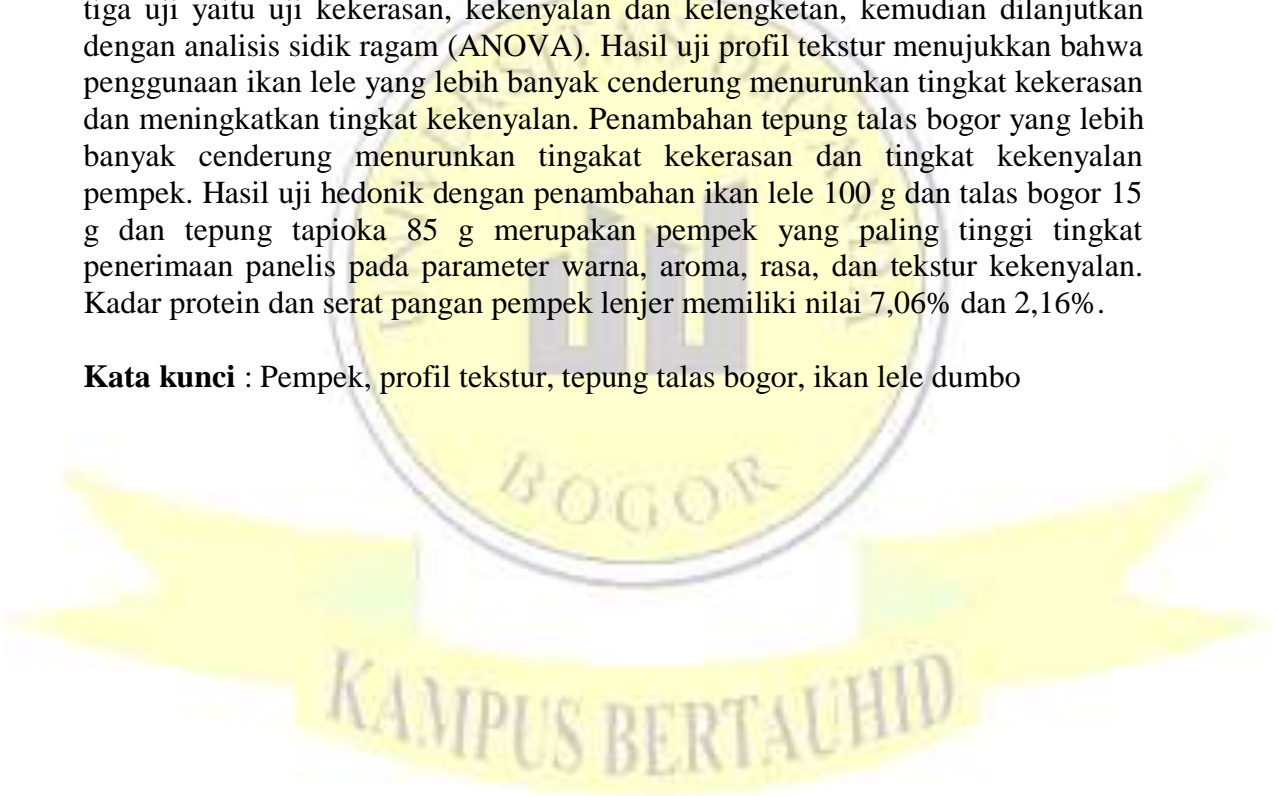 tiga uji yaitu uji kekerasan, kekenyalan dan kelengketan, kemudian dilanjutkan
dengan analisis sidik ragam (ANOVA). Hasil uji profil tekstur menujukkan bahwa
penggunaan ikan lele yang lebih banyak cenderung menurunkan tingkat kekerasan
dan meningkatkan tingkat kekenyalan. Penambahan tepung talas bogor yang lebih
banyak cenderung menurunkan tingakat kekerasan dan tingkat kekenyalan
pempek. Hasil uji hedonik dengan penambahan ikan lele 100 g dan talas bogor 15
g dan tepung tapioka 85 g merupakan pempek yang paling tinggi tingkat
penerimaan panelis pada parameter warna, aroma, rasa, dan tekstur kekenyalan.
Kadar protein dan serat pangan pempek lenjer memiliki nilai 7,06% dan 2,16%.
Kata kunci : Pempek, profil tekstur, tepung talas bogor, ikan lele dumbo
BOGOR
KAMPUS BERTAUHID